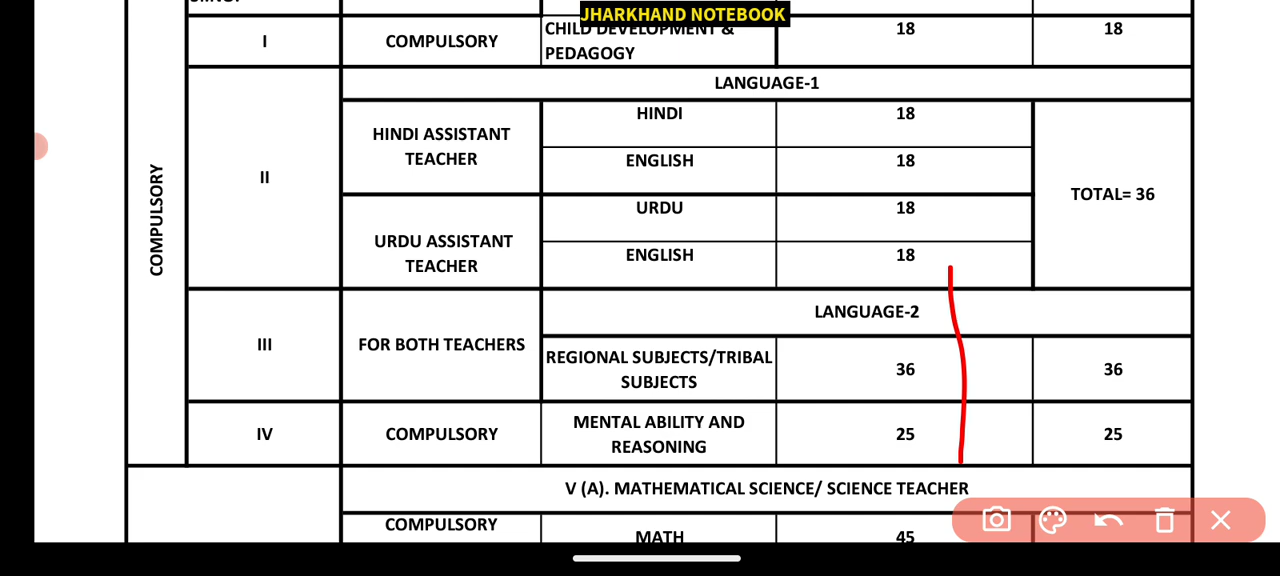 JHARKHAND NOTEBOOK
I
COMPULSORY
CHILD DEVELOPMENT &
PEDAGOGY
18
18
COMPULSORY
II
LANGUAGE-1
HINDI ASSISTANT
TEACHER
HINDI
18
ENGLISH
18
TOTAL= 36
URDU ASSISTANT
TEACHER
URDU
18
ENGLISH
18
III
FOR BOTH TEACHERS
LANGUAGE-2
REGIONAL SUBJECTS/TRIBAL
SUBJECTS
36
36
IV
COMPULSORY
MENTAL ABILITY AND
REASONING
25
25
V (A). MATHEMATICAL SCIENCE/ SCIENCE TEACHER
COMPULSORY
MATH
45